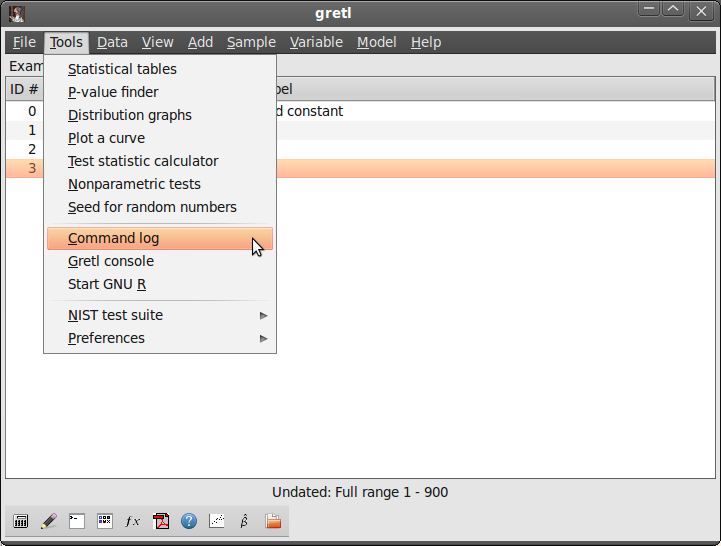 gretl
File Tools Data View Add Sample Variable Model Help
Exam
ID # bel
0 d constant
1
2
3
Statistical tables
P-value finder
Distribution graphs
Plot a curve
Test statistic calculator
Nonparametric tests
Seed for random numbers
Command log
Gretl console
Start GNU R
NIST test suite
Preferences
Undated: Full range 1 - 900
fx β̂